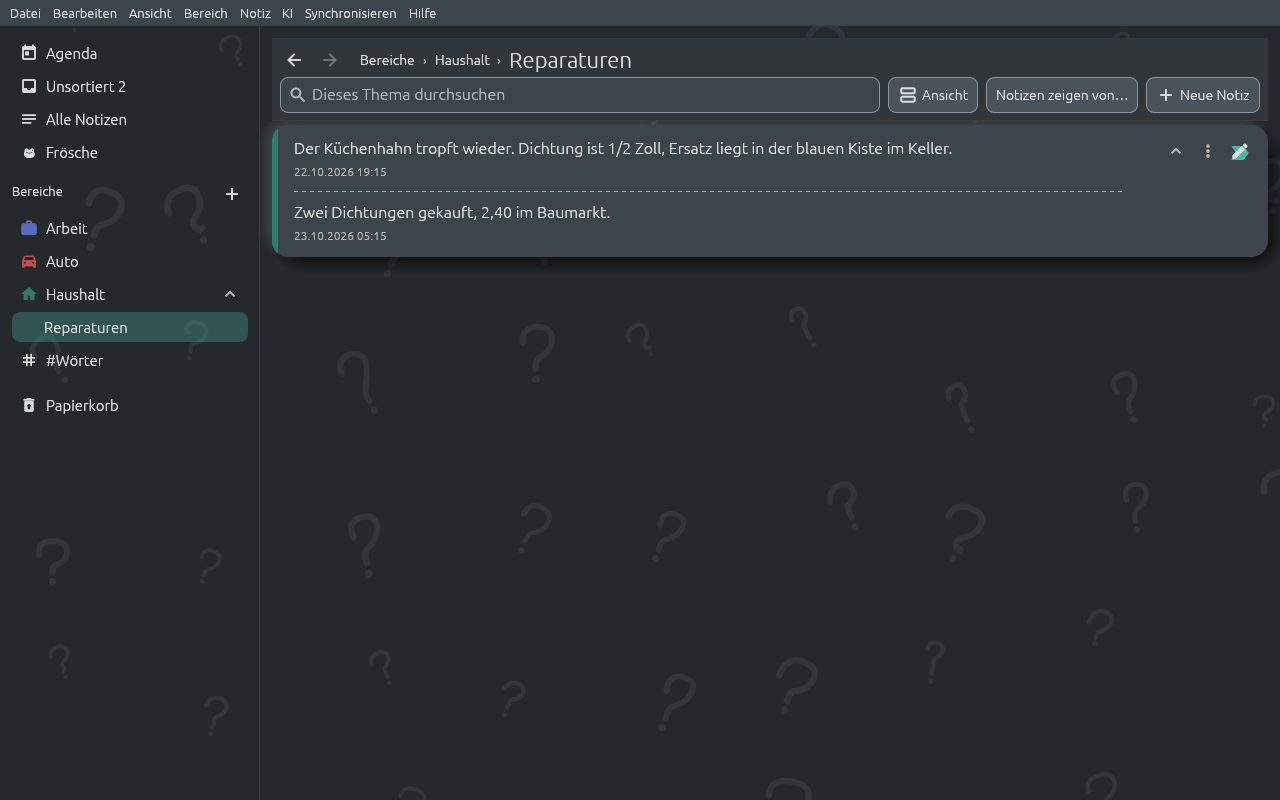 Datei Bearbeiten Ansicht Bereich Notiz KI Synchronisieren Hilfe
Agenda
Unsortiert 2
Alle Notizen
Frösche
Bereiche
Arbeit
Auto
Haushalt
Reparaturen
#Wörter
Papierkorb
Bereiche › Haushalt › Reparaturen
Dieses Thema durchsuchen
Ansicht
Notizen zeigen von…
Neue Notiz
Der Küchenhahn tropft wieder. Dichtung ist 1/2 Zoll, Ersatz liegt in der blauen Kiste im Keller.
22.10.2026 19:15
Zwei Dichtungen gekauft, 2,40 im Baumarkt.
23.10.2026 05:15